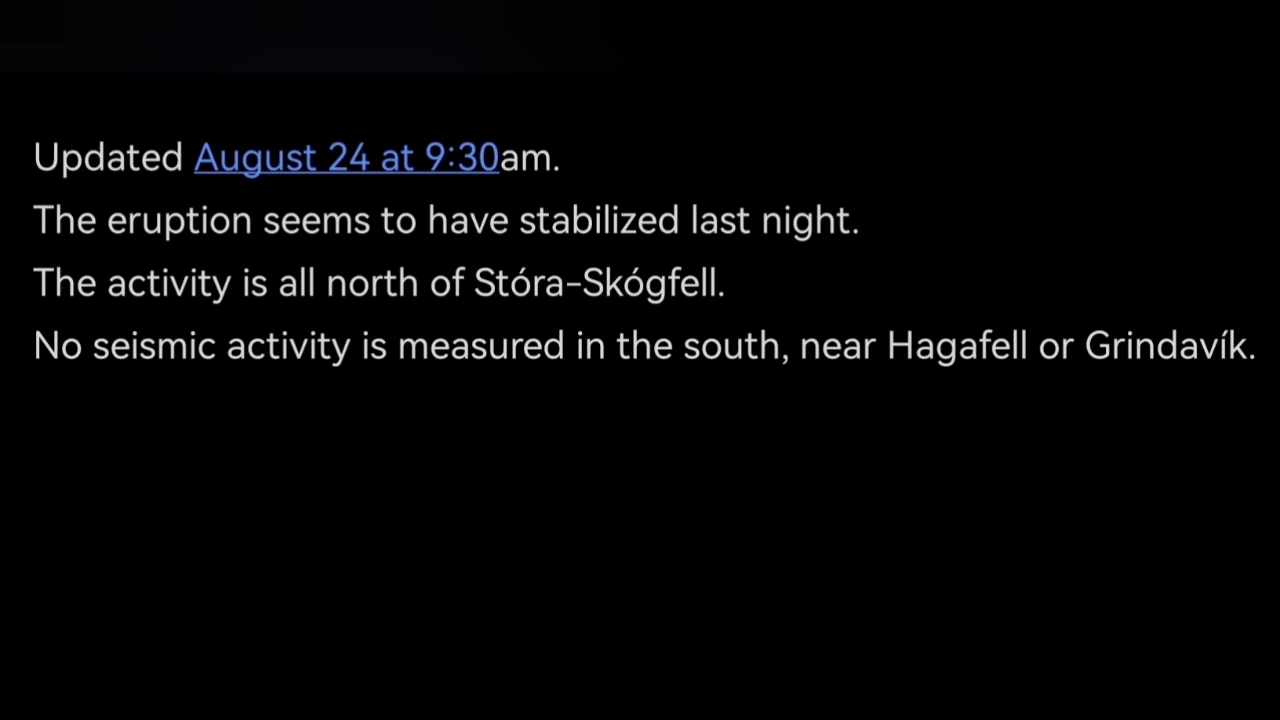 Updated August 24 at 9:30am.
The eruption seems to have stabilized last night.
The activity is all north of Stóra-Skógfell.
No seismic activity is measured in the south, near Hagafell or Grindavík.